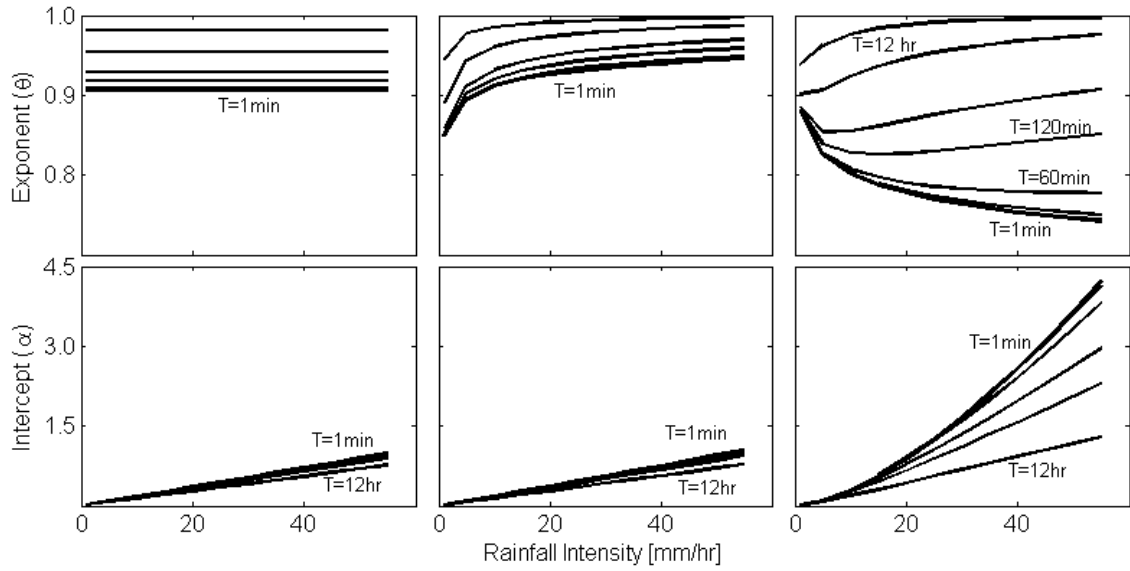 1.0
0.9
0.8
Exponent (θ)
T=1min
T=1min
T=12 hr
T=120min
T=60min
T=1min
4.5
3.0
1.5
Intercept (α)
T=1min
T=12hr
T=1min
T=12hr
T=1min
T=12hr
0 20 40 0 20 40 0 20 40
Rainfall Intensity [mm/hr]